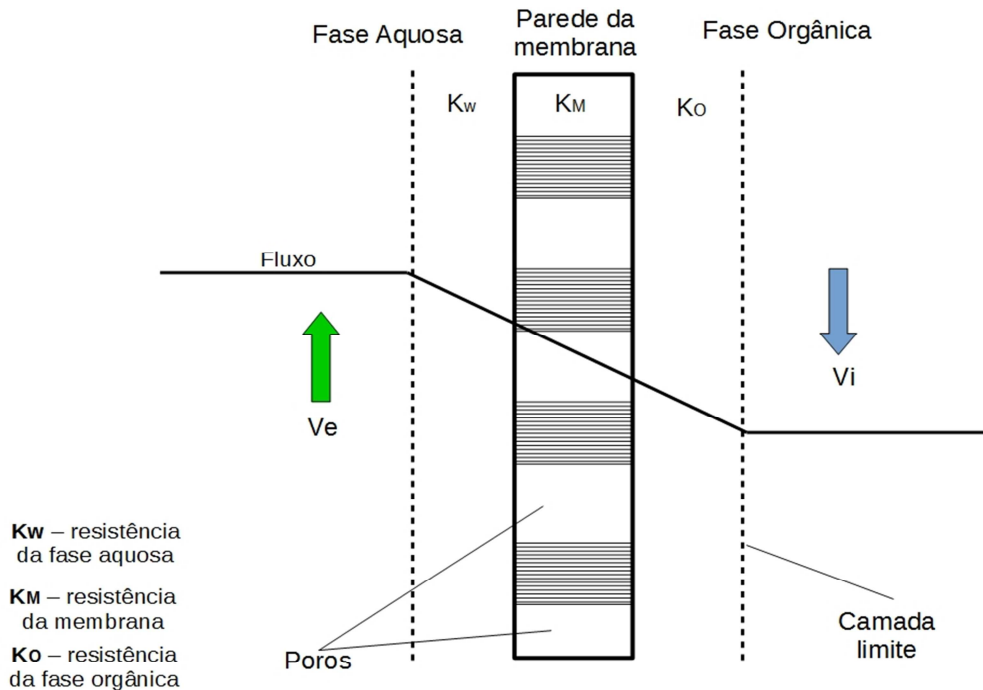 Fase Aquosa
Parede da
membrana
Fase Orgânica
Kw
KM
KO
Fluxo
Ve
Vi
Kw – resistência
da fase aquosa
KM – resistência
da membrana
KO – resistência
da fase orgânica
Poros
Camada
limite